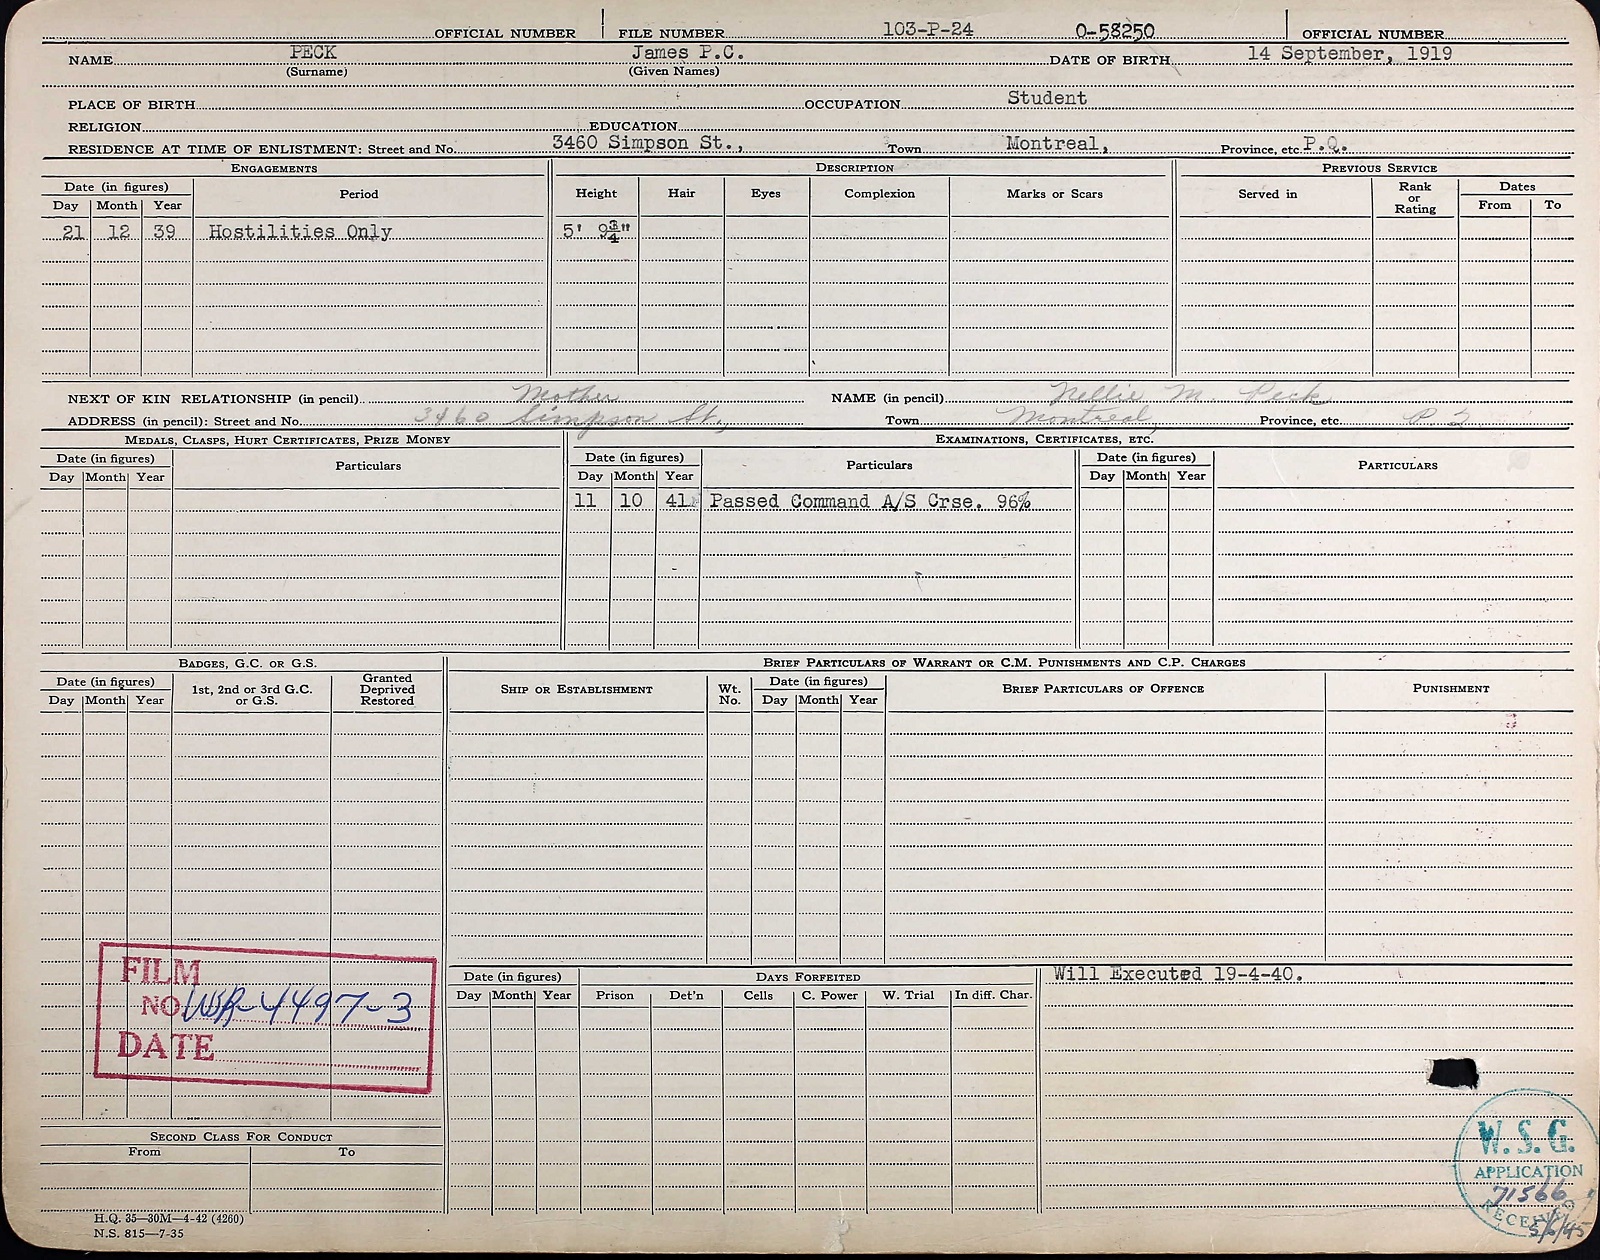 OFFICIAL NUMBER FILE NUMBER 103-P-24 O-58250 OFFICIAL NUMBER
NAME PECK James P.C. DATE OF BIRTH 14 September, 1919
(Surname) (Given Names)
PLACE OF BIRTH OCCUPATION Student
RELIGION EDUCATION
RESIDENCE AT TIME OF ENLISTMENT: Street and No. 3460 Simpson St., Town Montreal, Province, etc. P.Q.
ENGAGEMENTS DESCRIPTION PREVIOUS SERVICE
Date (in figures) Period Height Hair Eyes Complexion Marks or Scars Served in Rank or Rating Dates
Day Month Year From To
21 12 39 Hostilities Only 5' 9¾"
NEXT OF KIN RELATIONSHIP (in pencil) Mother NAME (in pencil) Nellie M. Peck
ADDRESS (in pencil): Street and No. 3460 Simpson St., Town Montreal, Province, etc. P.Q.
MEDALS, CLASPS, HURT CERTIFICATES, PRIZE MONEY EXAMINATIONS, CERTIFICATES, ETC.
Date (in figures) Particulars Date (in figures) Particulars Date (in figures) PARTICULARS
Day Month Year Day Month Year Day Month Year
11 10 41 Passed Command A/S Crse. 96%
BADGES, G.C. OR G.S. BRIEF PARTICULARS OF WARRANT OR C.M. PUNISHMENTS AND C.P. CHARGES
Date (in figures) 1st, 2nd or 3rd G.C. or G.S. Granted Deprived Restored SHIP OR ESTABLISHMENT Wt. No. Date (in figures) BRIEF PARTICULARS OF OFFENCE PUNISHMENT
Day Month Year Day Month Year
FILM
NO. WR-4497-3
DATE
Date (in figures) DAYS FORFEITED Will Executed 19-4-40.
Day Month Year Prison Det'n Cells C. Power W. Trial In diff. Char.
SECOND CLASS FOR CONDUCT
From To
W.S.G.
APPLICATION
71566
RECEIVED
5/6/45
H.Q. 35—30M—4-42 (4260)
N.S. 815—7-35